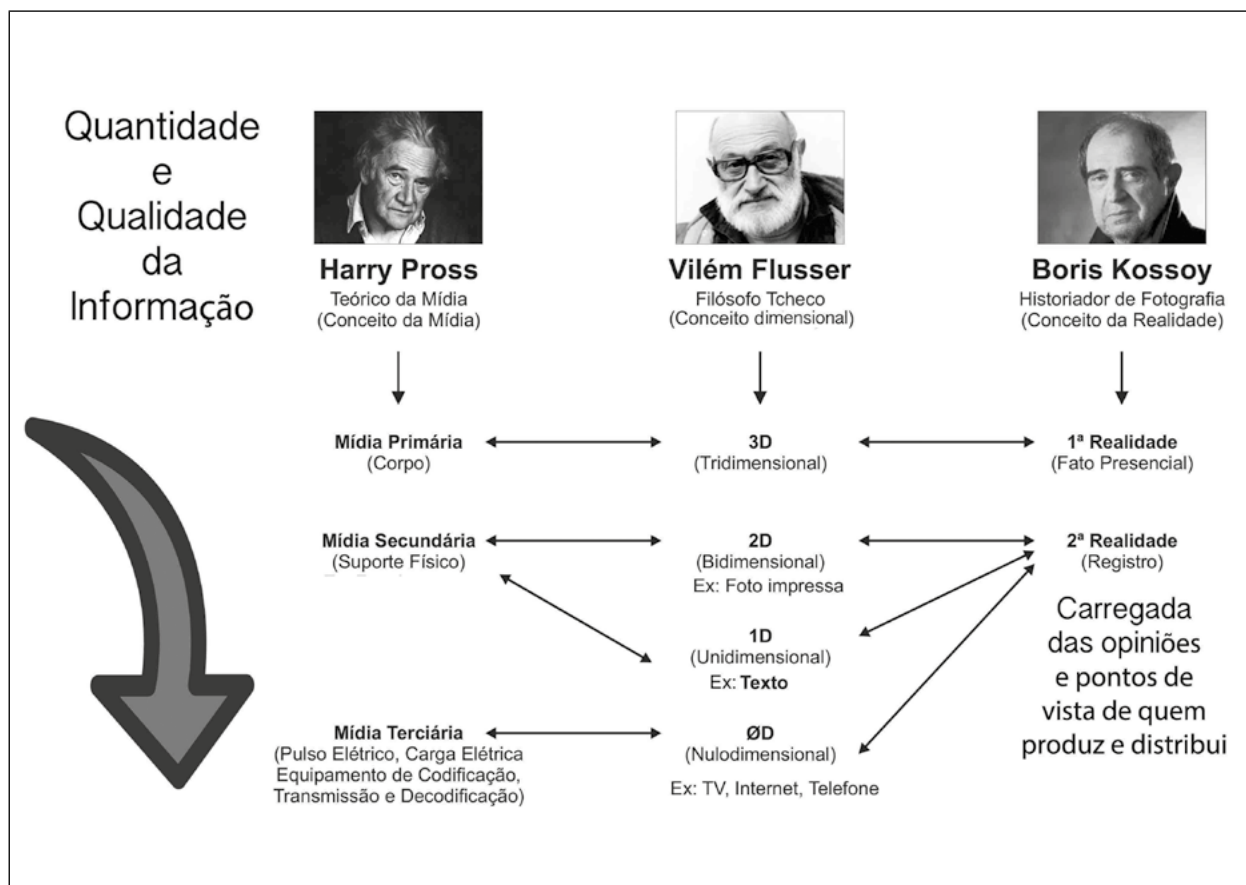 Quantidade
e
Qualidade
da
Informação
Harry Pross
Teórico da Mídia
(Conceito da Mídia)
Vilém Flusser
Filósofo Tcheco
(Conceito dimensional)
Boris Kossoy
Historiador de Fotografia
(Conceito da Realidade)
Mídia Primária
(Corpo)
3D
(Tridimensional)
1ª Realidade
(Fato Presencial)
Mídia Secundária
(Suporte Físico)
2D
(Bidimensional)
Ex: Foto impressa
2ª Realidade
(Registro)
1D
(Unidimensional)
Ex: Texto
Carregada
das opiniões
e pontos de
vista de quem
produz e distribui
Mídia Terciária
(Pulso Elétrico, Carga Elétrica
Equipamento de Codificação,
Transmissão e Decodificação)
ØD
(Nulodimensional)
Ex: TV, Internet, Telefone